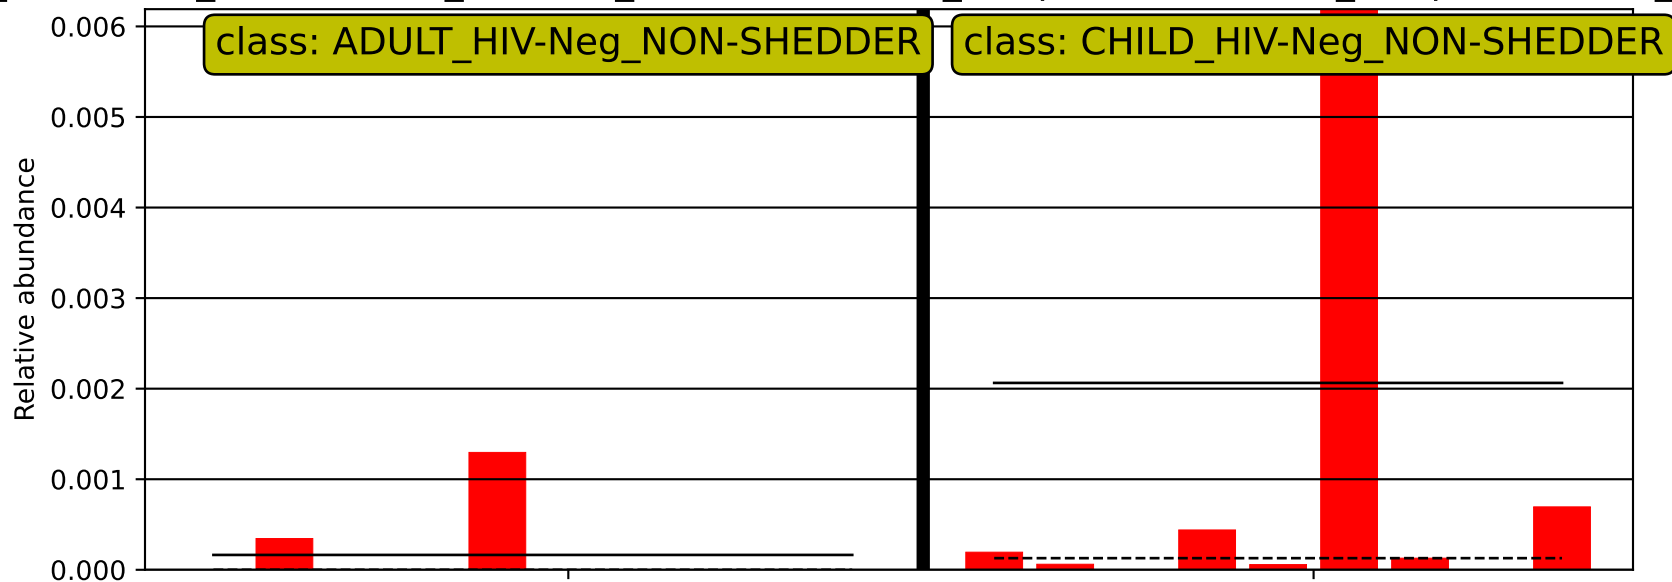 class: ADULT_HIV-Neg_NON-SHEDDER
class: CHILD_HIV-Neg_NON-SHEDDER
Relative abundance
0.006
0.005
0.004
0.003
0.002
0.001
0.000